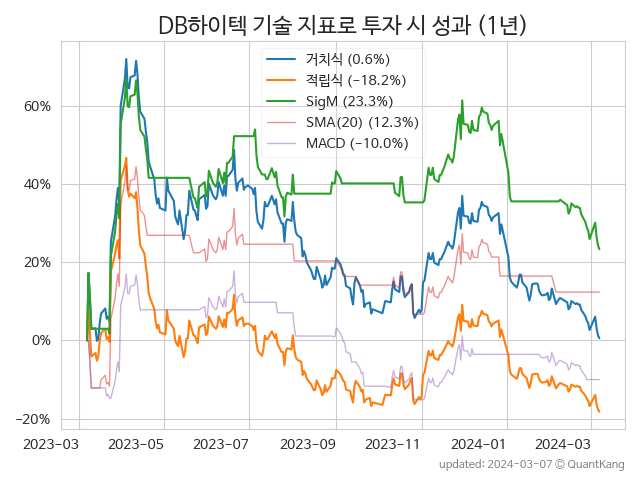 DB하이텍 기술 지표로 투자 시 성과 (1년)
거치식 (0.6%)
적립식 (−18.2%)
SigM (23.3%)
SMA(20) (12.3%)
MACD (−10.0%)
60%
40%
20%
0%
−20%
2023-03 2023-05 2023-07 2023-09 2023-11 2024-01 2024-03
updated: 2024-03-07 © QuantKang